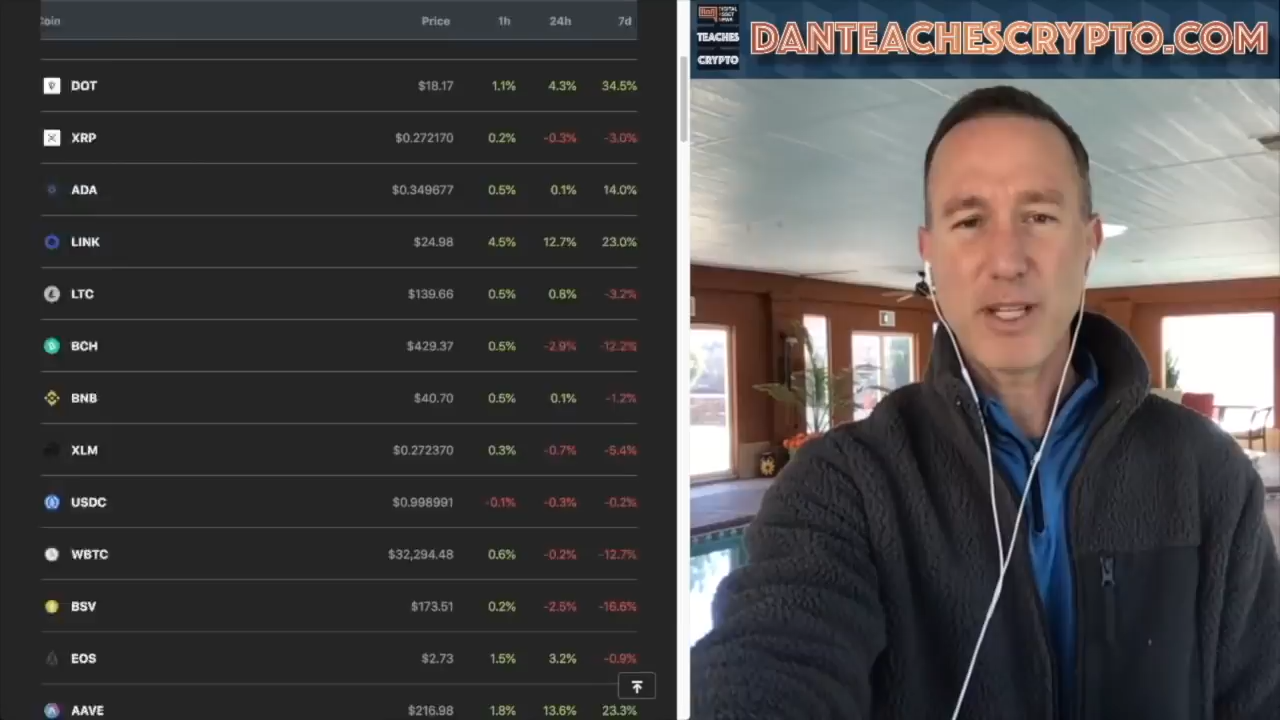 Coin Price 1h 24h 7d
DOT $18.17 1.1% 4.3% 34.5%
XRP $0.272170 0.2% -0.3% -3.0%
ADA $0.349677 0.5% 0.1% 14.0%
LINK $24.98 4.5% 12.7% 23.0%
LTC $139.66 0.5% 0.8% -3.2%
BCH $429.37 0.5% -2.9% -12.2%
BNB $40.70 0.5% 0.1% -1.2%
XLM $0.272370 0.3% -0.7% -5.4%
USDC $0.998991 -0.1% -0.3% -0.2%
WBTC $32,294.48 0.6% -0.2% -12.7%
BSV $173.51 0.2% -2.5% -16.6%
EOS $2.73 1.5% 3.2% -0.9%
AAVE $216.98 1.8% 13.6% 23.3%
TEACHES
CRYPTO
DANTEACHESCRYPTO.COM